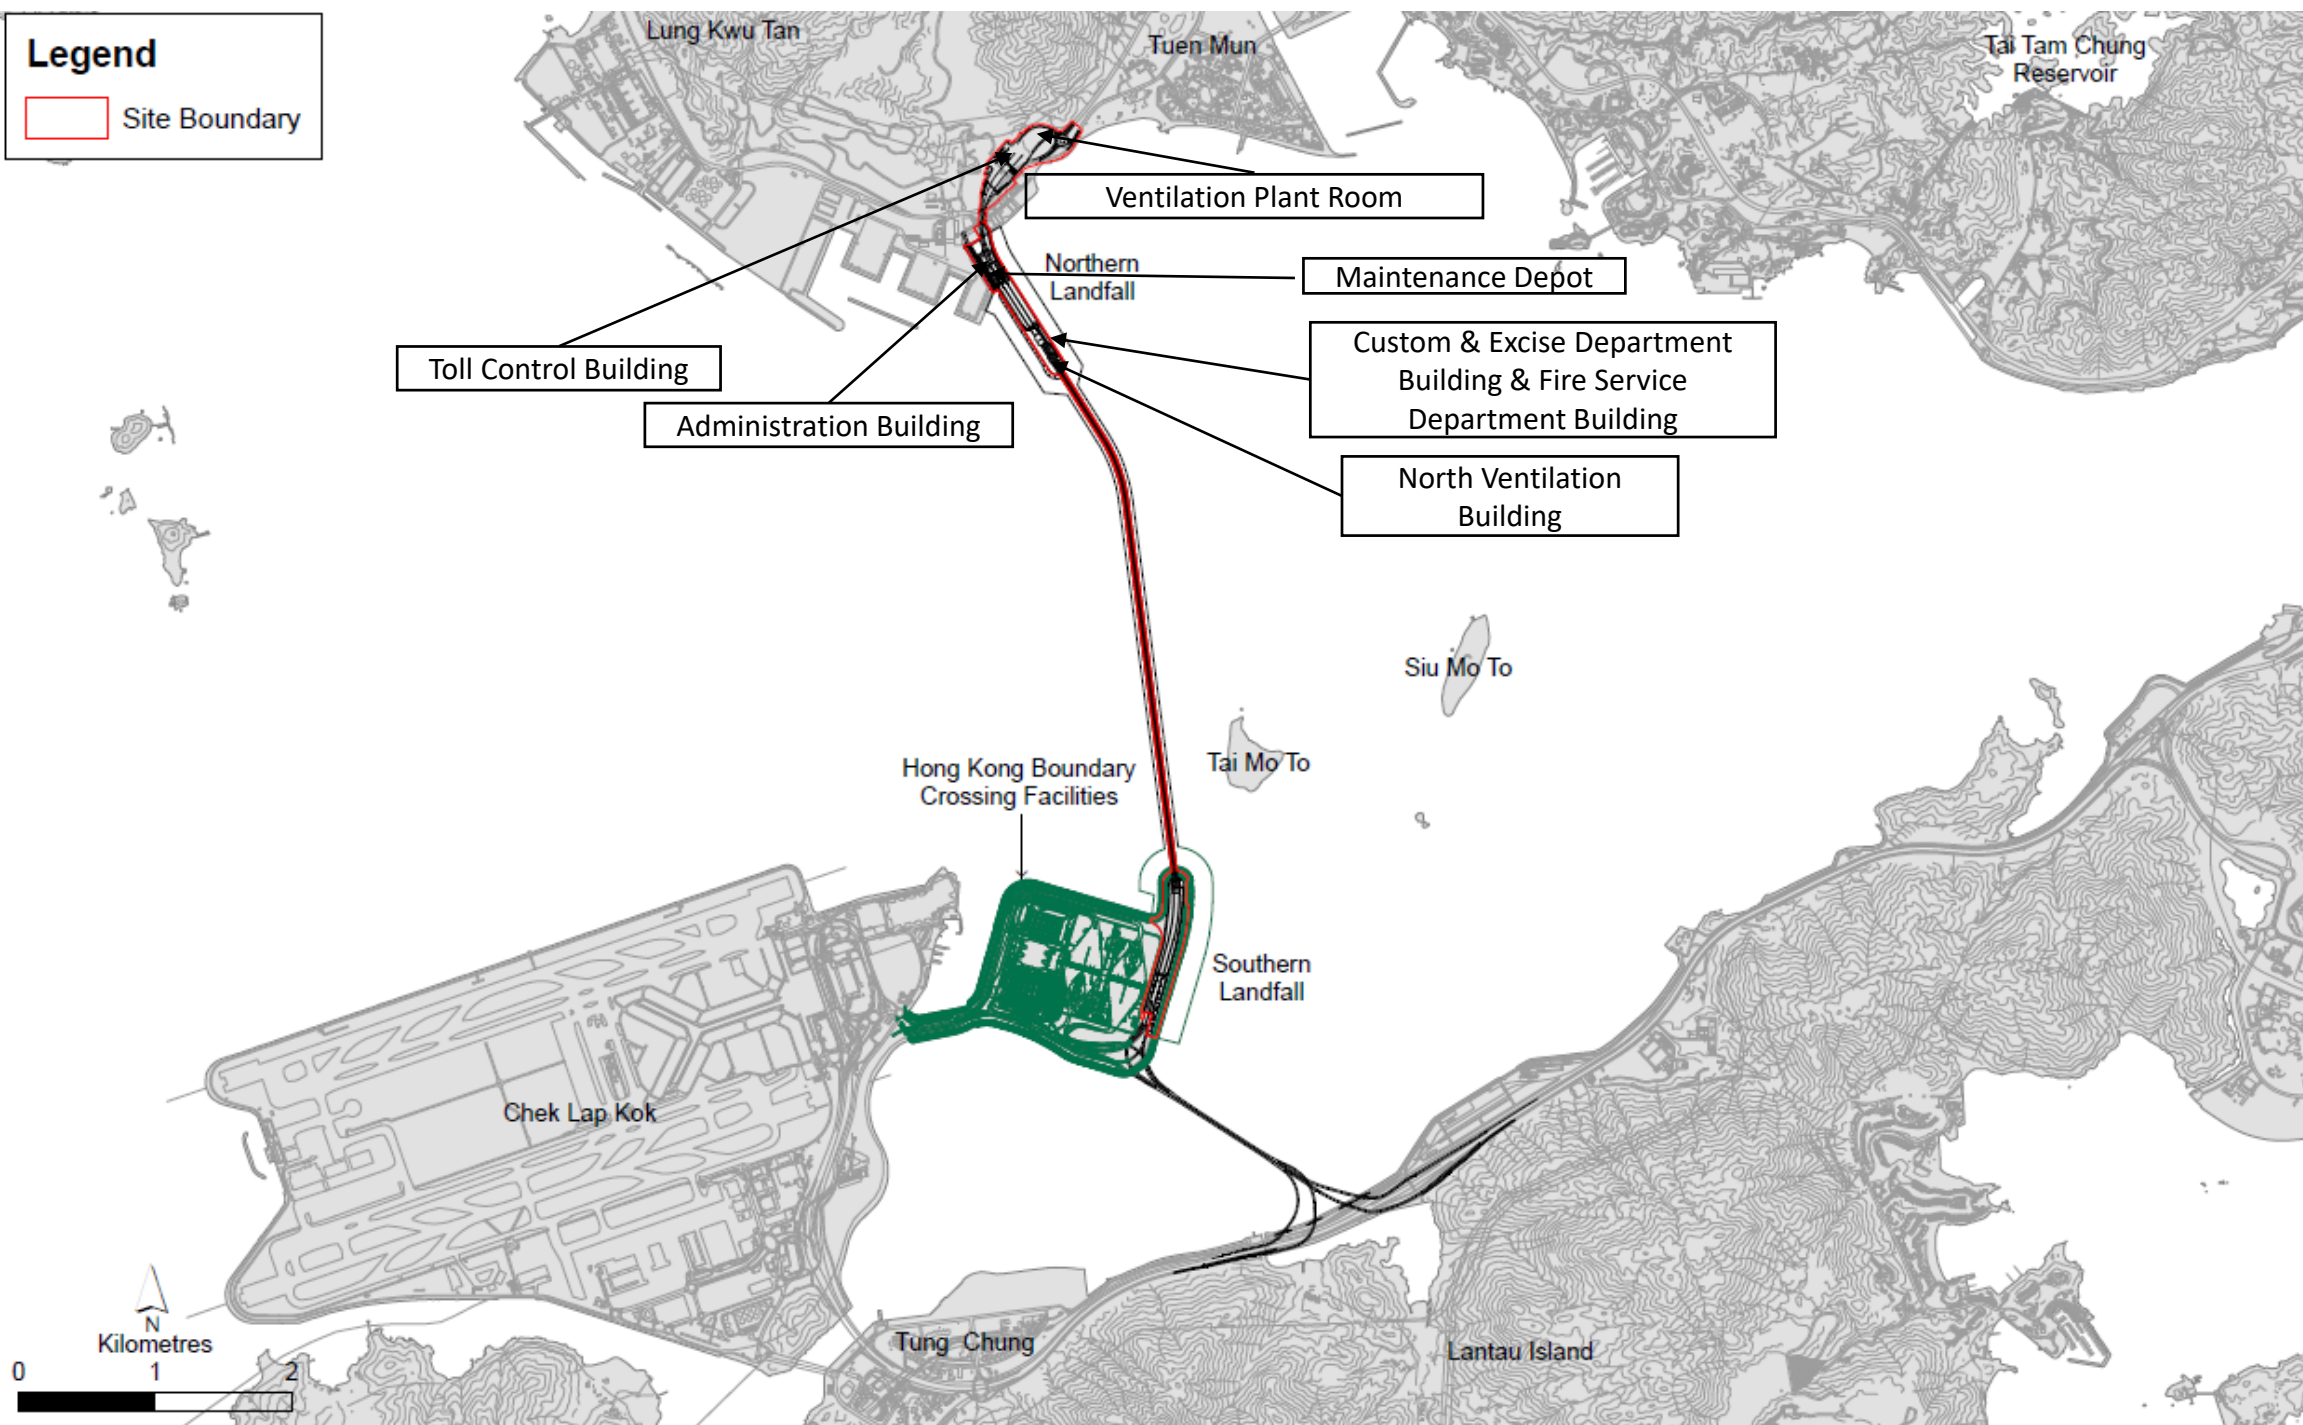 Legend
Site Boundary
Lung Kwu Tan
Tuen Mun
Tai Tam Chung
Reservoir
Ventilation Plant Room
Northern
Landfall
Maintenance Depot
Custom & Excise Department
Building & Fire Service
Department Building
Toll Control Building
Administration Building
North Ventilation
Building
Siu Mo To
Tai Mo To
Hong Kong Boundary
Crossing Facilities
Southern
Landfall
Chek Lap Kok
Tung Chung
Lantau Island
N
Kilometres
0 1 2